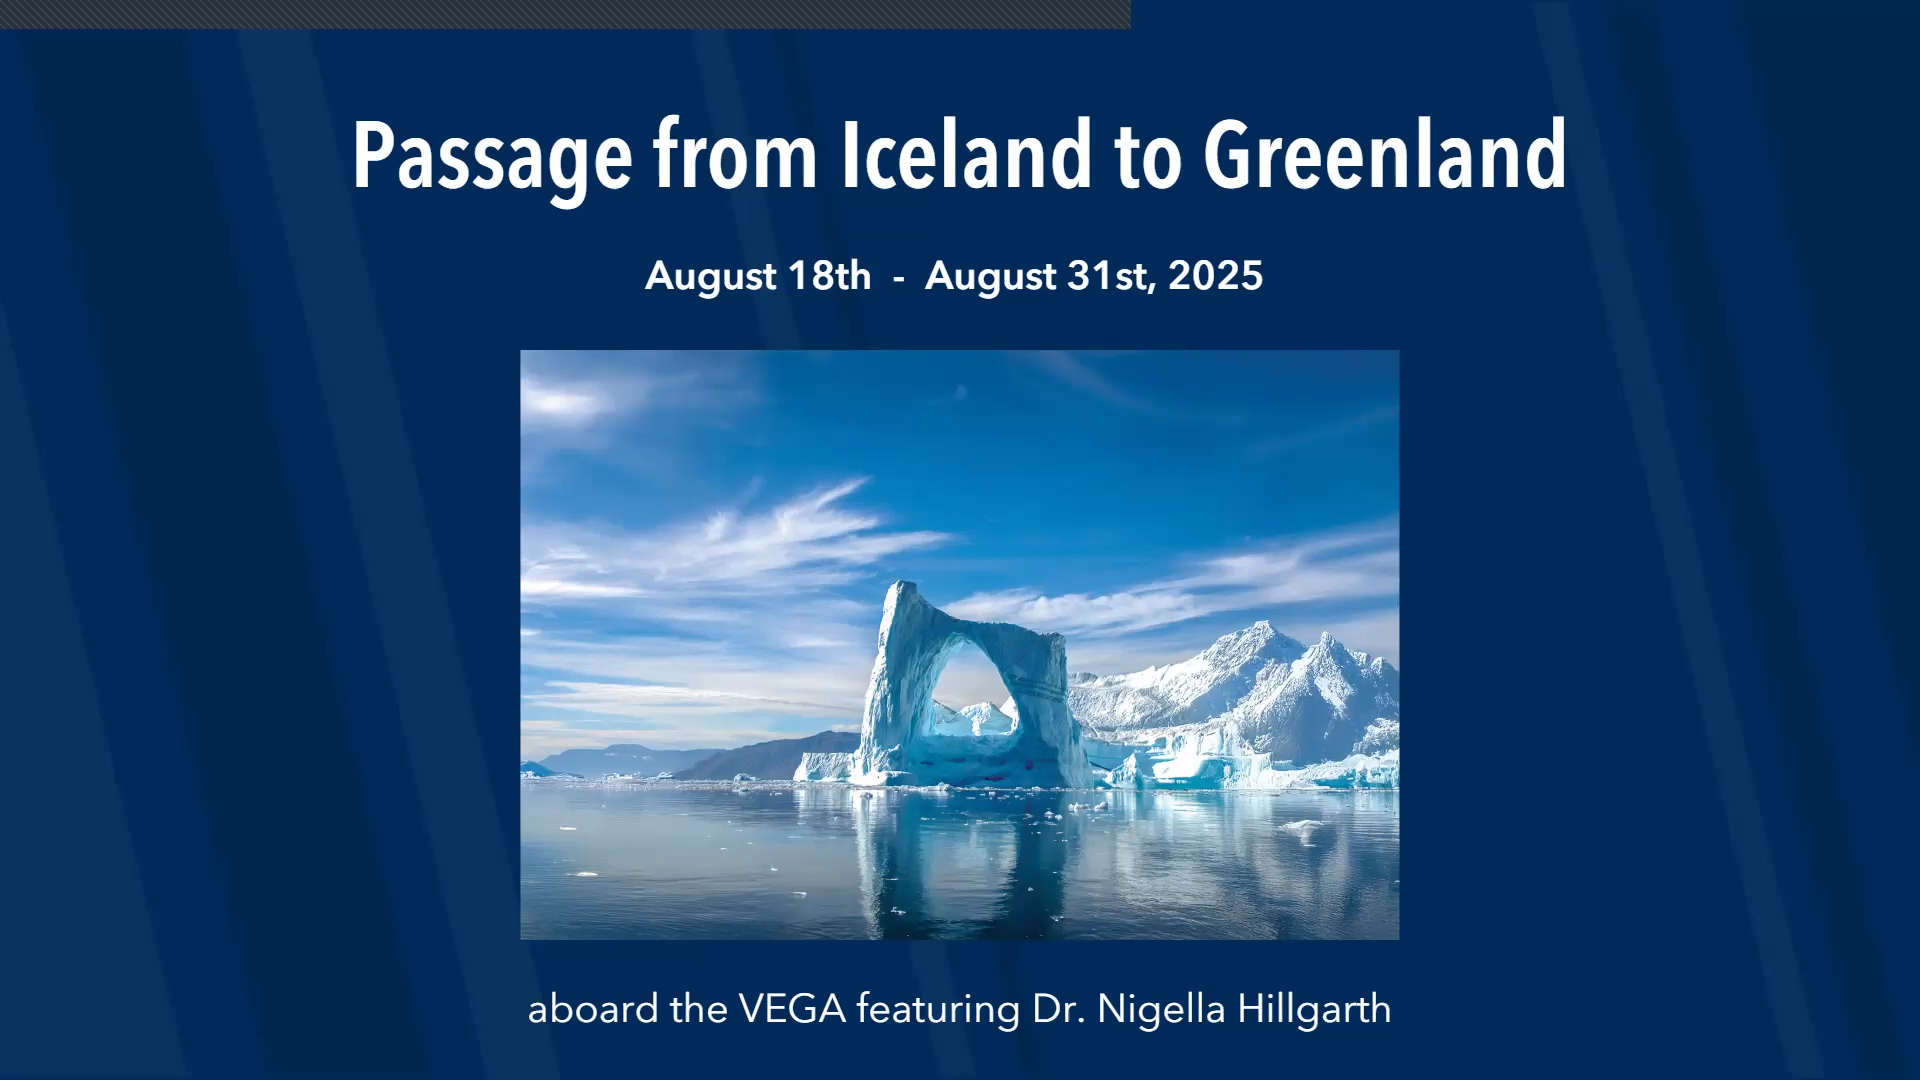 Passage from Iceland to Greenland
August 18th - August 31st, 2025
aboard the VEGA featuring Dr. Nigella Hillgarth